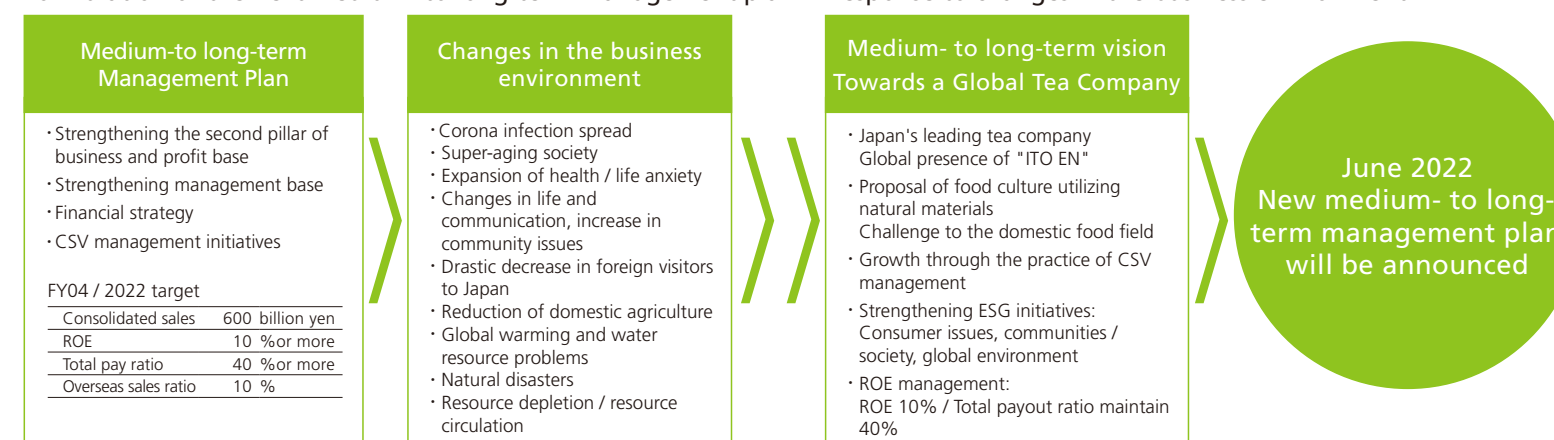 Medium-to long-term
Management Plan
・Strengthening the second pillar of
business and profit base
・Strengthening management base
・Financial strategy
・CSV management initiatives
FY04 / 2022 target
Consolidated sales 600 billion yen
ROE 10 %or more
Total pay ratio 40 %or more
Overseas sales ratio 10 %
Changes in the business
environment
・Corona infection spread
・Super-aging society
・Expansion of health / life anxiety
・Changes in life and
communication, increase in
community issues
・Drastic decrease in foreign visitors
to Japan
・Reduction of domestic agriculture
・Global warming and water
resource problems
・Natural disasters
・Resource depletion / resource
circulation
Medium- to long-term vision
Towards a Global Tea Company
・Japan's leading tea company
Global presence of "ITO EN"
・Proposal of food culture utilizing
natural materials
Challenge to the domestic food field
・Growth through the practice of CSV
management
・Strengthening ESG initiatives:
Consumer issues, communities /
society, global environment
・ROE management:
ROE 10% / Total payout ratio maintain
40%
June 2022
New medium- to long-
term management plan
will be announced